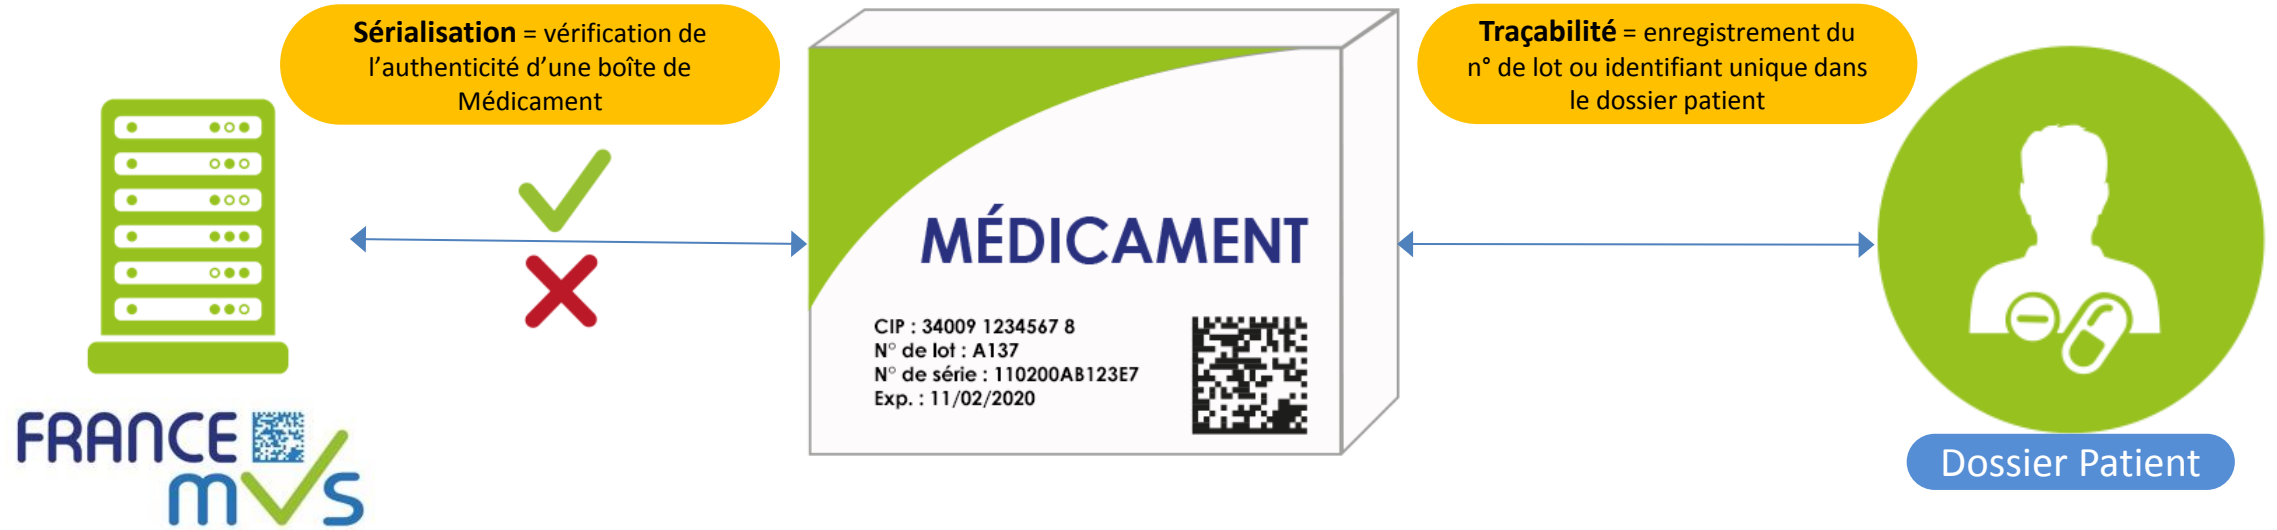 Sérialisation = vérification de
l’authenticité d’une boîte de
Médicament
Traçabilité = enregistrement du
n° de lot ou identifiant unique dans
le dossier patient
MÉDICAMENT
CIP : 34009 1234567 8
N° de lot : A137
N° de série : 110200AB123E7
Exp. : 11/02/2020
FRANCE
mvs
Dossier Patient